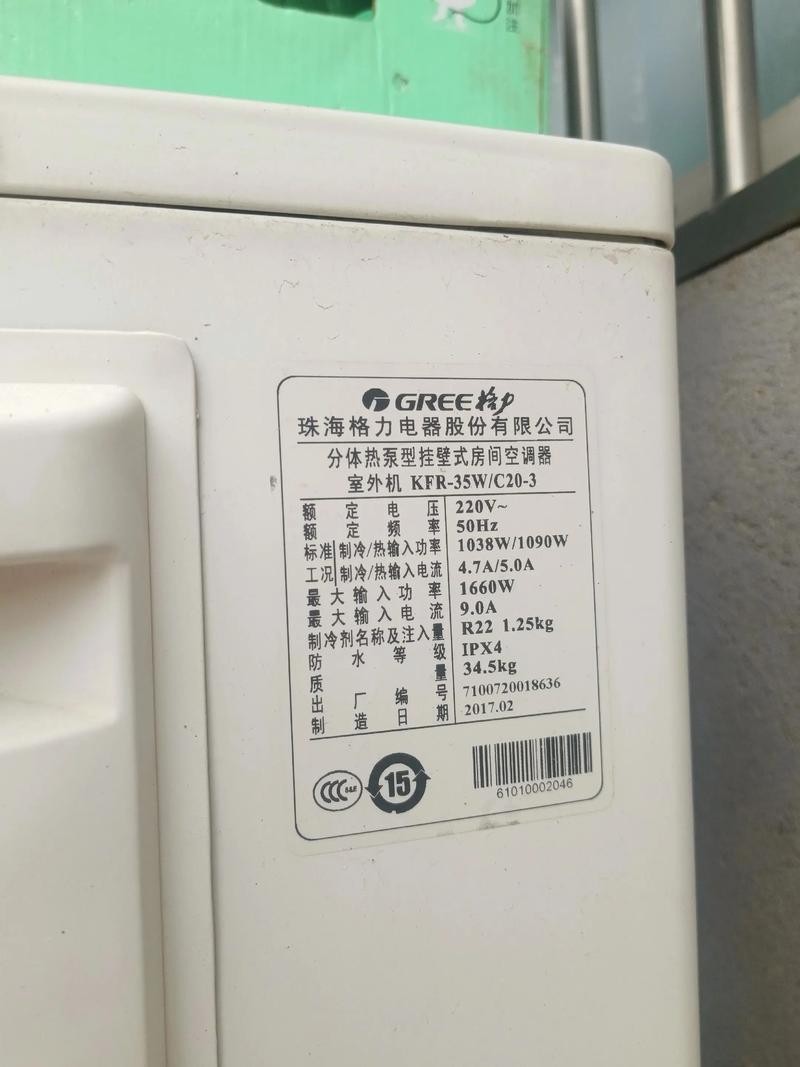 GREE 格力
珠海格力电器股份有限公司
分体热泵型挂壁式房间空调器
室外机 KFR-35W/C20-3
额定电压 220V~
额定频率 50Hz
标准 制冷/热输入功率 1038W/1090W
工况 制冷/热输入电流 4.7A/5.0A
最大输入功率 1660W
最大输入电流 9.0A
制冷剂名称及注入量 R22 1.25kg
防水等级 IPX4
质量 34.5kg
出厂编号 7100720018636
制造日期 2017.02
CCC S&E 15
61010002046